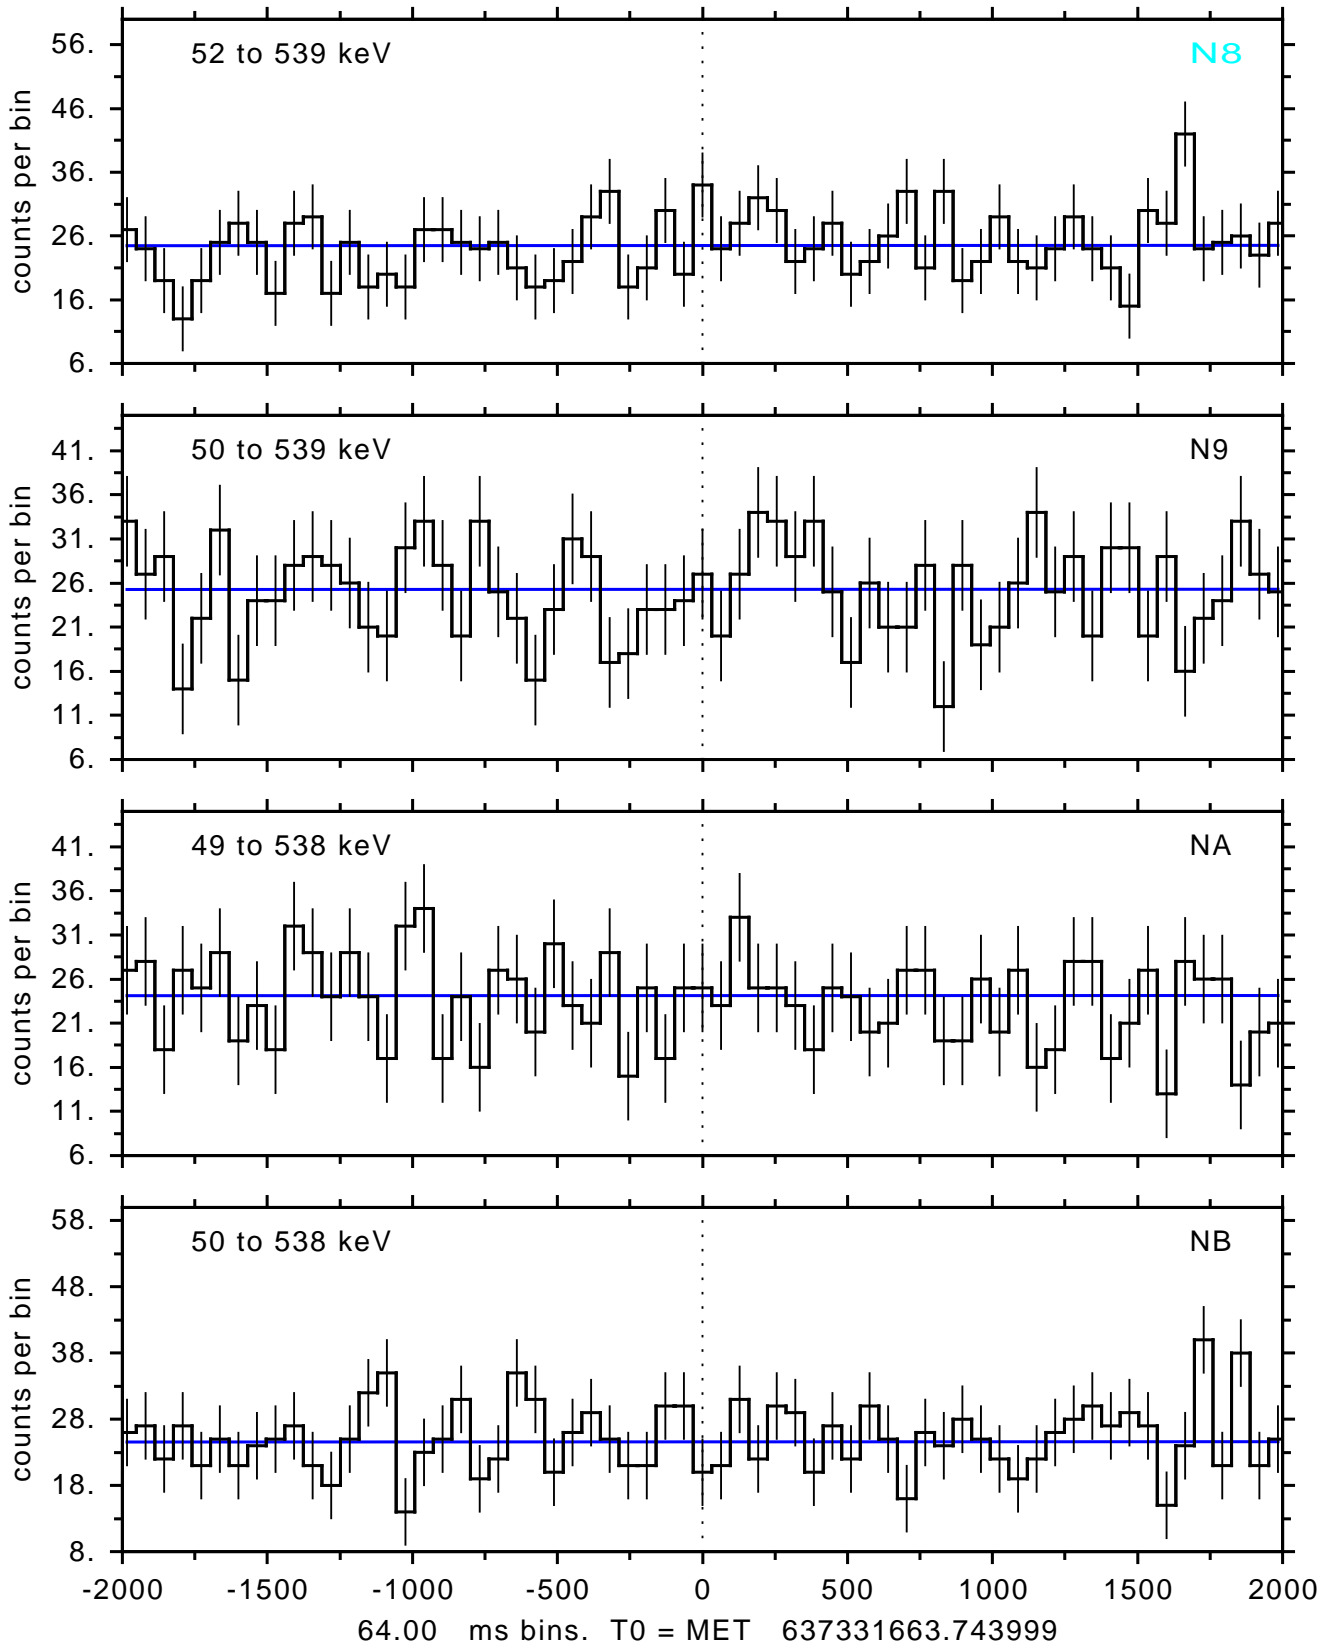 52 to 539 keV
N8
counts per bin
56.
46.
36.
26.
16.
6.
50 to 539 keV
N9
counts per bin
41.
36.
31.
26.
21.
16.
11.
6.
49 to 538 keV
NA
counts per bin
41.
36.
31.
26.
21.
16.
11.
6.
50 to 538 keV
NB
counts per bin
58.
48.
38.
28.
18.
8.
-2000 -1500 -1000 -500 0 500 1000 1500 2000
64.00 ms bins. T0 = MET 637331663.743999